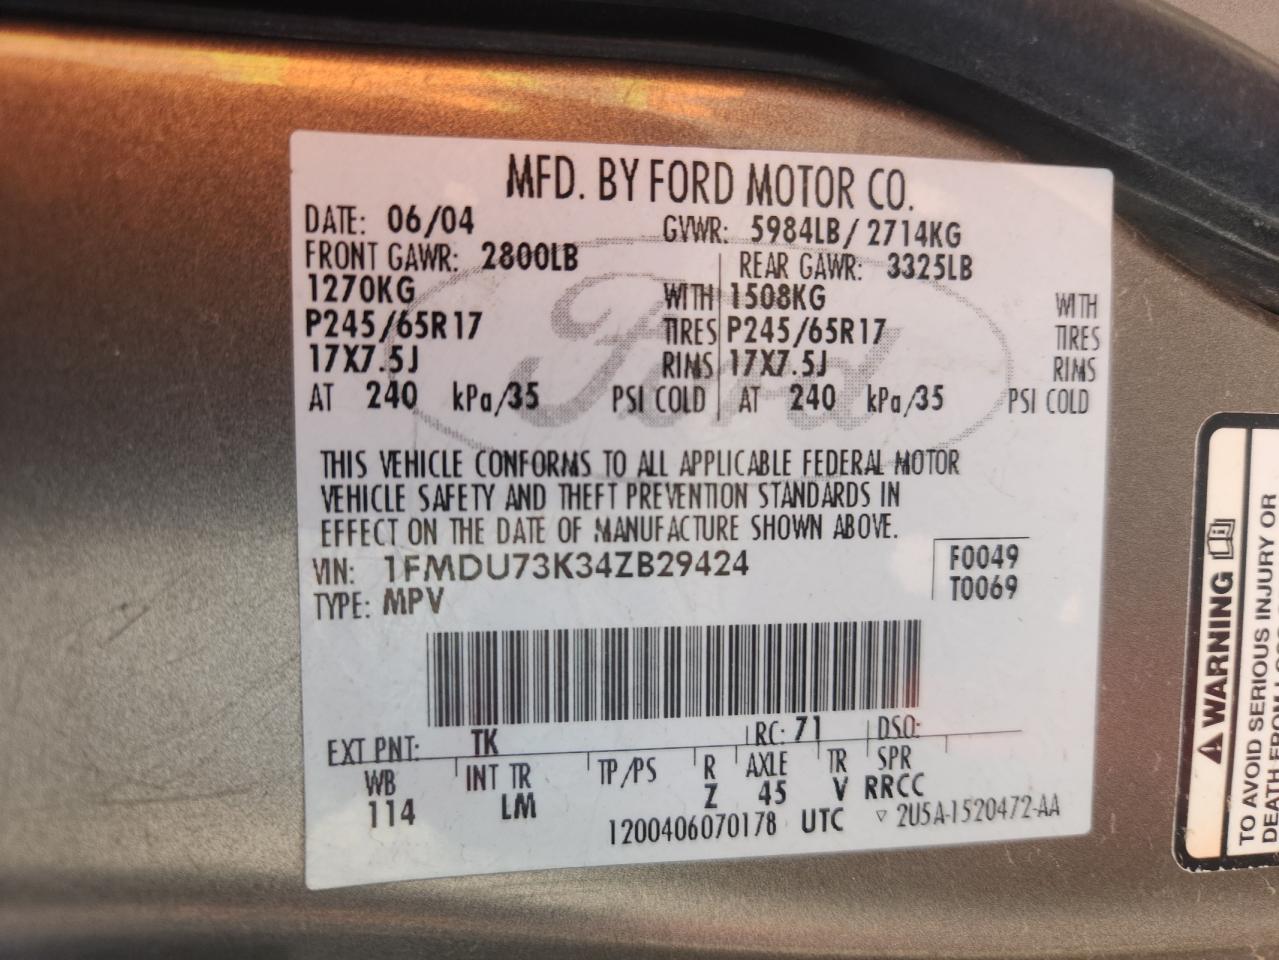 MFD. BY FORD MOTOR CO.
DATE: 06/04 GVWR: 5984LB/ 2714KG
FRONT GAWR: 2800LB REAR GAWR: 3325LB
1270KG WITH 1508KG WITH
P245/65R17 TIRES P245/65R17 TIRES
17X7.5J RIMS 17X7.5J RIMS
AT 240 kPa/35 PSI COLD AT 240 kPa/35 PSI COLD
Ford
THIS VEHICLE CONFORMS TO ALL APPLICABLE FEDERAL MOTOR
VEHICLE SAFETY AND THEFT PREVENTION STANDARDS IN
EFFECT ON THE DATE OF MANUFACTURE SHOWN ABOVE.
VIN: 1FMDU73K34ZB29424 F0049
TYPE: MPV T0069
EXT PNT: TK RC: 71 DSO:
WB INT TR TP/PS R AXLE TR SPR
114 LM Z 45 V RRCC
1200406070178 UTC ▽ 2U5A-1520472-AA
WARNING
TO AVOID SERIOUS INJURY OR
DEATH FROM